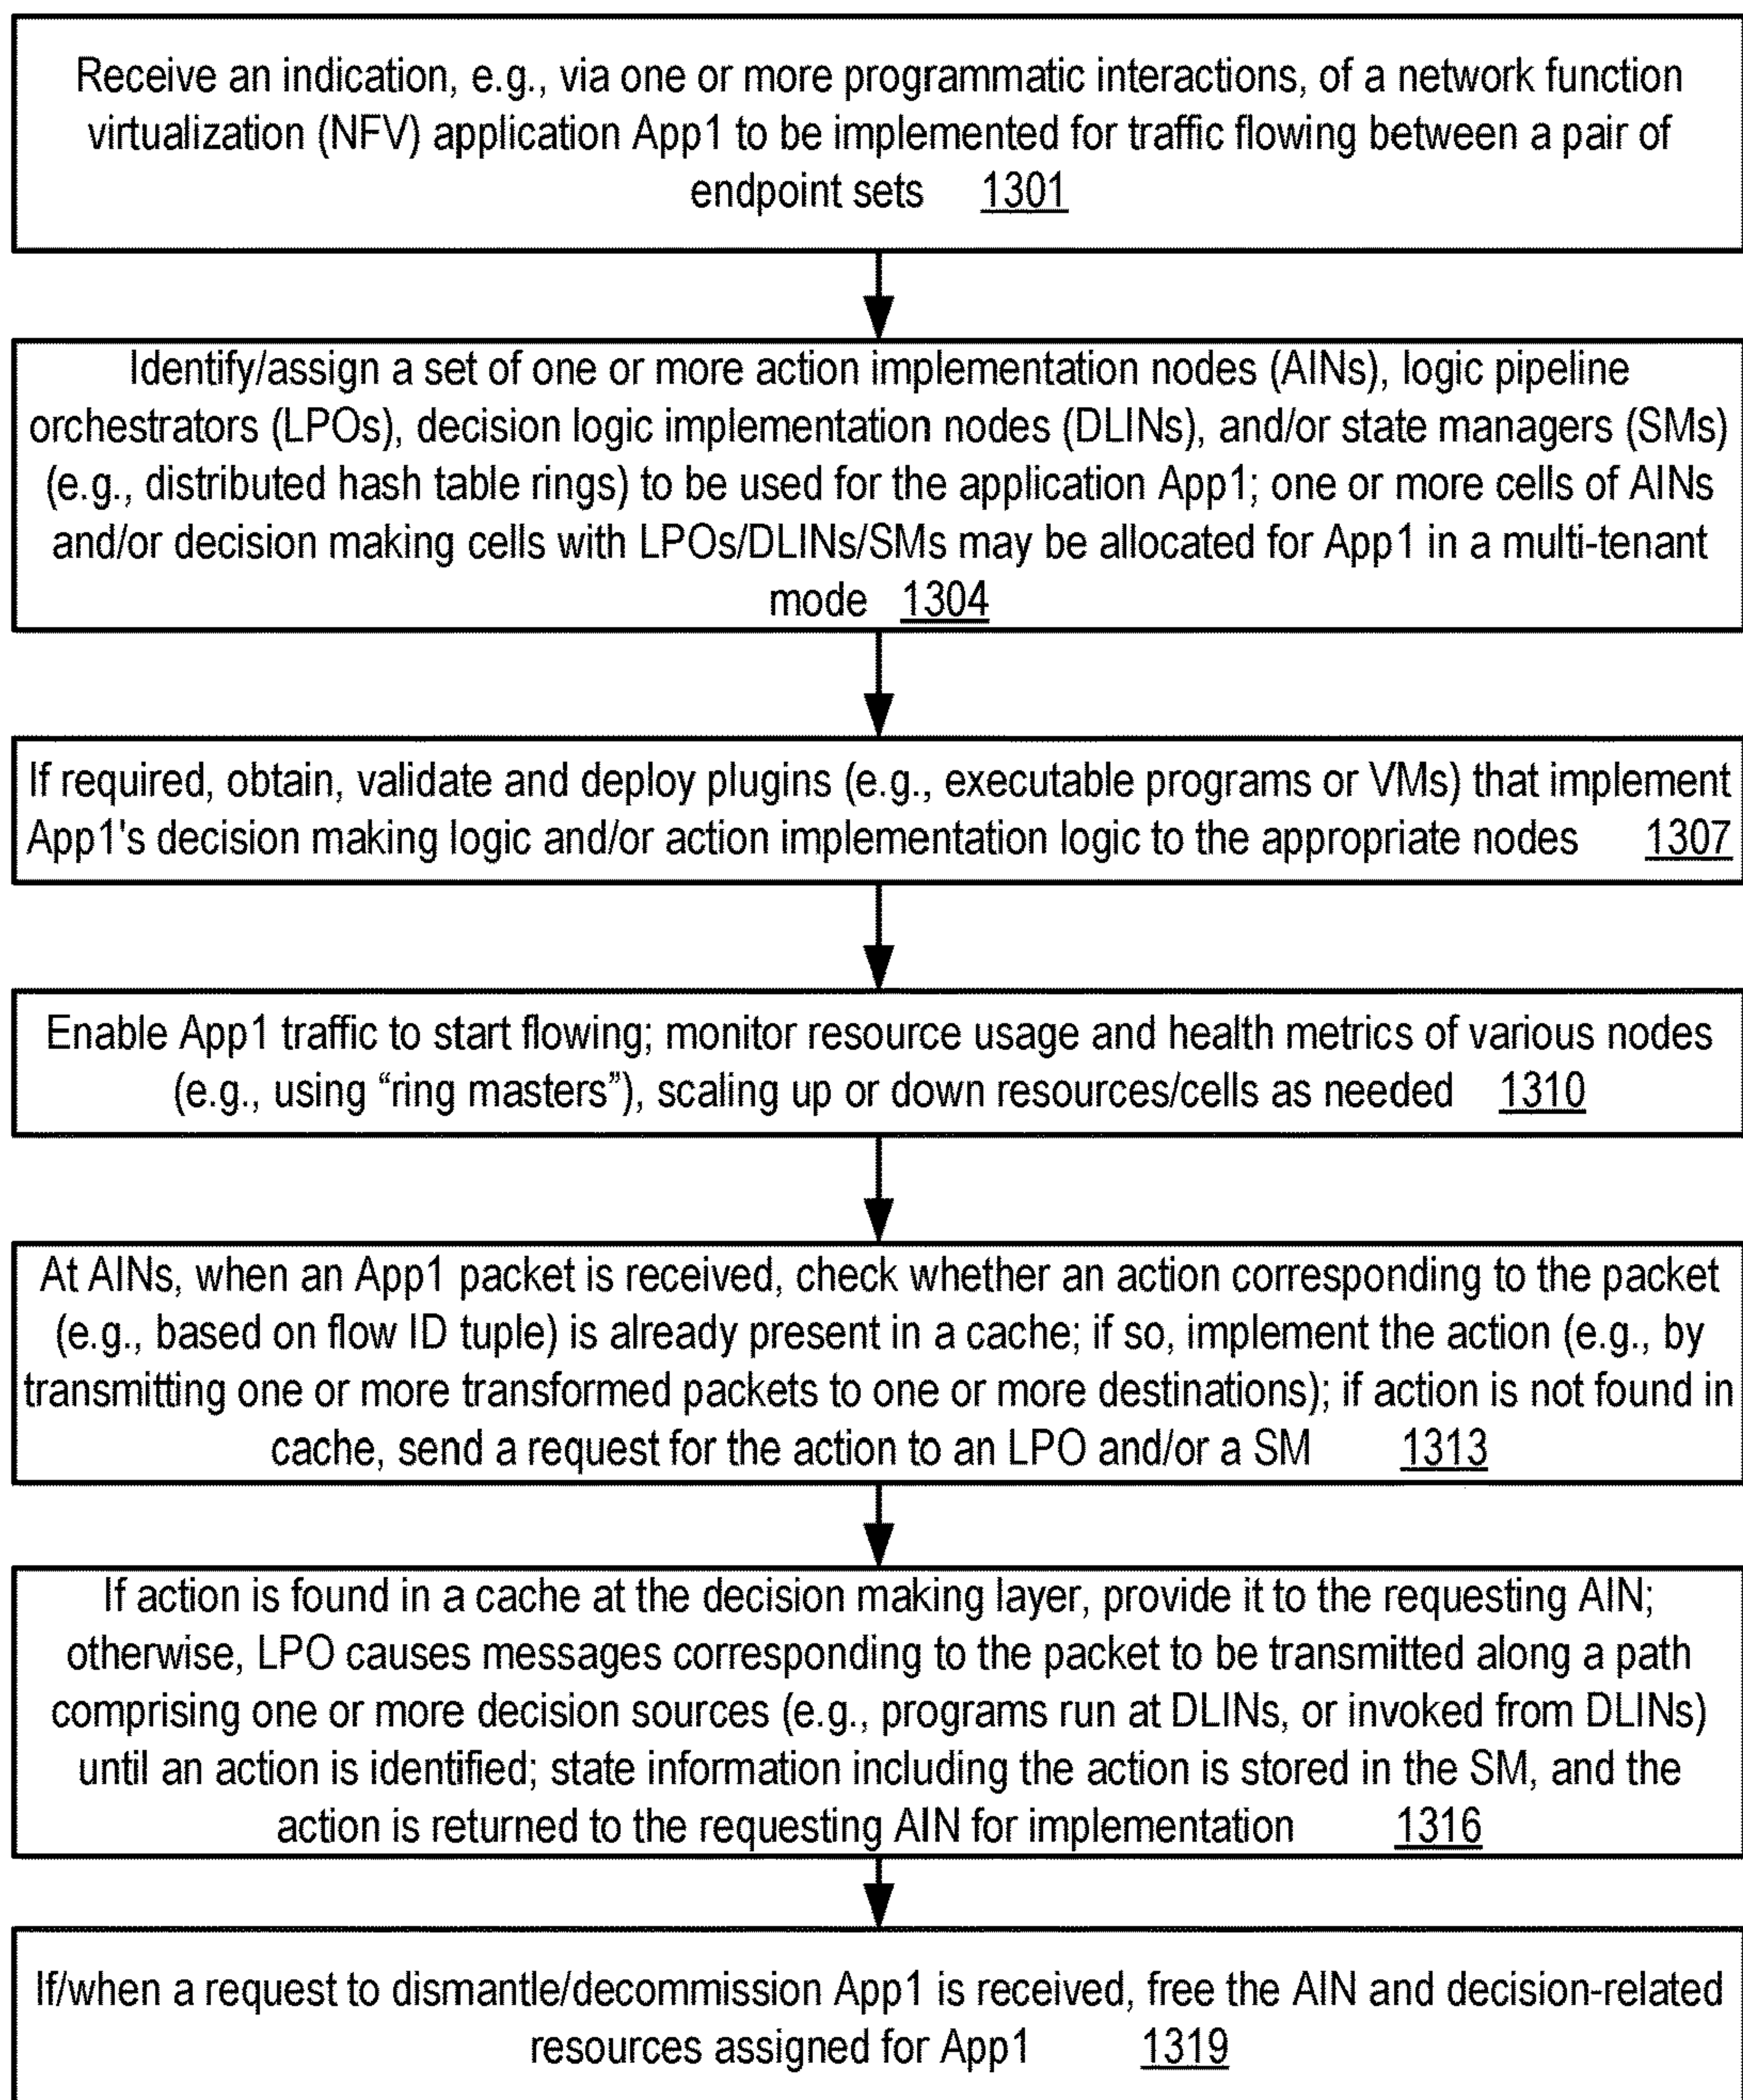 Receive an indication, e.g., via one or more programmatic interactions, of a network function
virtualization (NFV) application App1 to be implemented for traffic flowing between a pair of
endpoint sets 1301
Identify/assign a set of one or more action implementation nodes (AINs), logic pipeline
orchestrators (LPOs), decision logic implementation nodes (DLINs), and/or state managers (SMs)
(e.g., distributed hash table rings) to be used for the application App1; one or more cells of AINs
and/or decision making cells with LPOs/DLINs/SMs may be allocated for App1 in a multi-tenant
mode 1304
If required, obtain, validate and deploy plugins (e.g., executable programs or VMs) that implement
App1's decision making logic and/or action implementation logic to the appropriate nodes 1307
Enable App1 traffic to start flowing; monitor resource usage and health metrics of various nodes
(e.g., using “ring masters”), scaling up or down resources/cells as needed 1310
At AINs, when an App1 packet is received, check whether an action corresponding to the packet
(e.g., based on flow ID tuple) is already present in a cache; if so, implement the action (e.g., by
transmitting one or more transformed packets to one or more destinations); if action is not found in
cache, send a request for the action to an LPO and/or a SM 1313
If action is found in a cache at the decision making layer, provide it to the requesting AIN;
otherwise, LPO causes messages corresponding to the packet to be transmitted along a path
comprising one or more decision sources (e.g., programs run at DLINs, or invoked from DLINs)
until an action is identified; state information including the action is stored in the SM, and the
action is returned to the requesting AIN for implementation 1316
If/when a request to dismantle/decommission App1 is received, free the AIN and decision-related
resources assigned for App1 1319